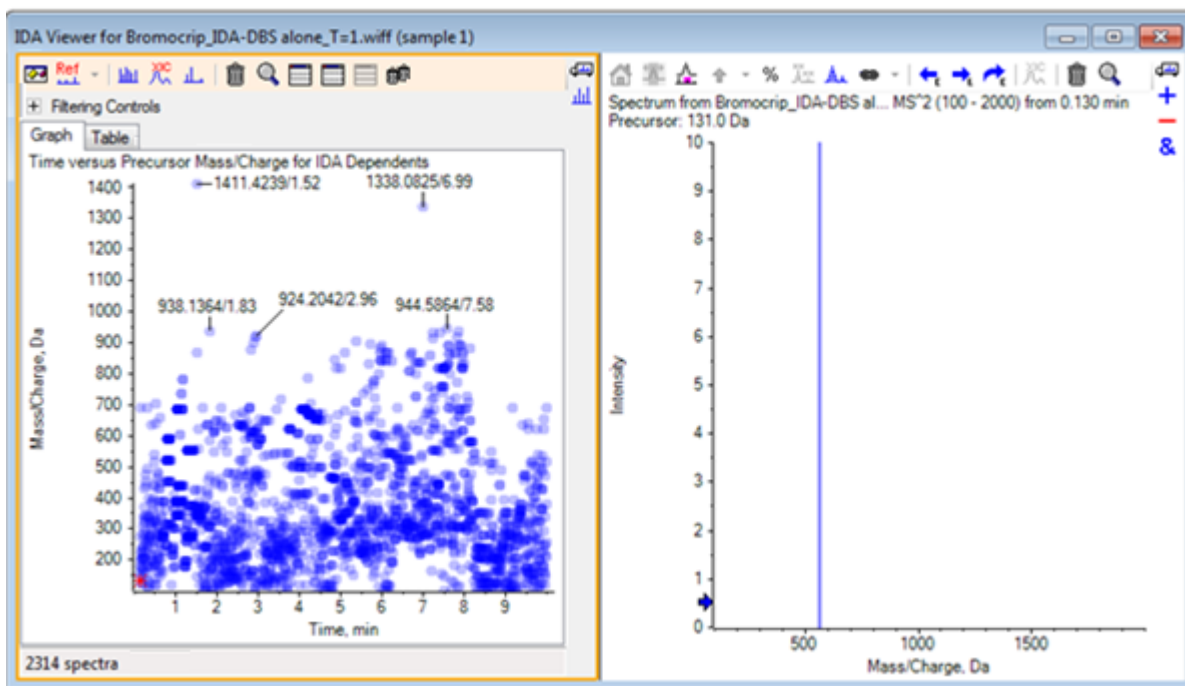 IDA Viewer for Bromocrip_IDA-DBS alone_T=1.wiff (sample 1)
Ref
XIC
Filtering Controls
Graph
Table
Time versus Precursor Mass/Charge for IDA Dependents
1411.4239/1.52
1338.0825/6.99
938.1364/1.83
924.2042/2.96
944.5864/7.58
1400
1300
1200
1100
1000
900
800
700
600
500
400
300
200
Mass/Charge, Da
1 2 3 4 5 6 7 8 9
Time, min
2314 spectra
%
Spectrum from Bromocrip_IDA-DBS al... MS^2 (100 - 2000) from 0.130 min
Precursor: 131.0 Da
&
10
9
8
7
6
5
4
3
2
1
0
Intensity
500 1000 1500
Mass/Charge, Da